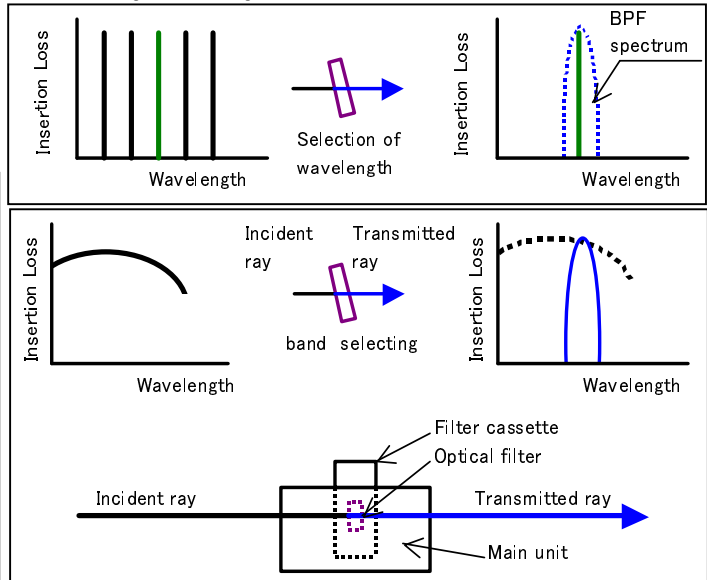 Insertion Loss
Wavelength
Selection of
wavelength
Insertion Loss
BPF
spectrum
Wavelength
Insertion Loss
Wavelength
Incident
ray
Transmitted
ray
band selecting
Insertion Loss
Wavelength
Filter cassette
Optical filter
Incident ray
Transmitted ray
Main unit